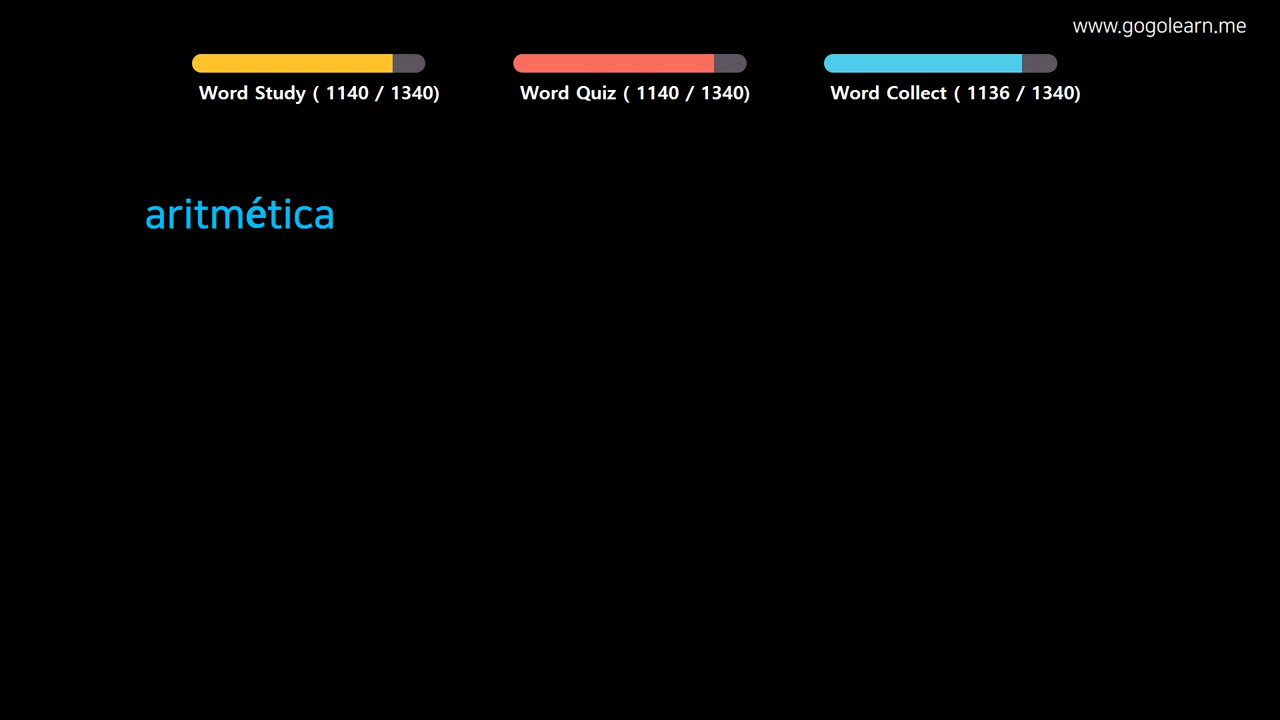 www.gogolearn.me
Word Study ( 1140 / 1340)
Word Quiz ( 1140 / 1340)
Word Collect ( 1136 / 1340)
aritmética